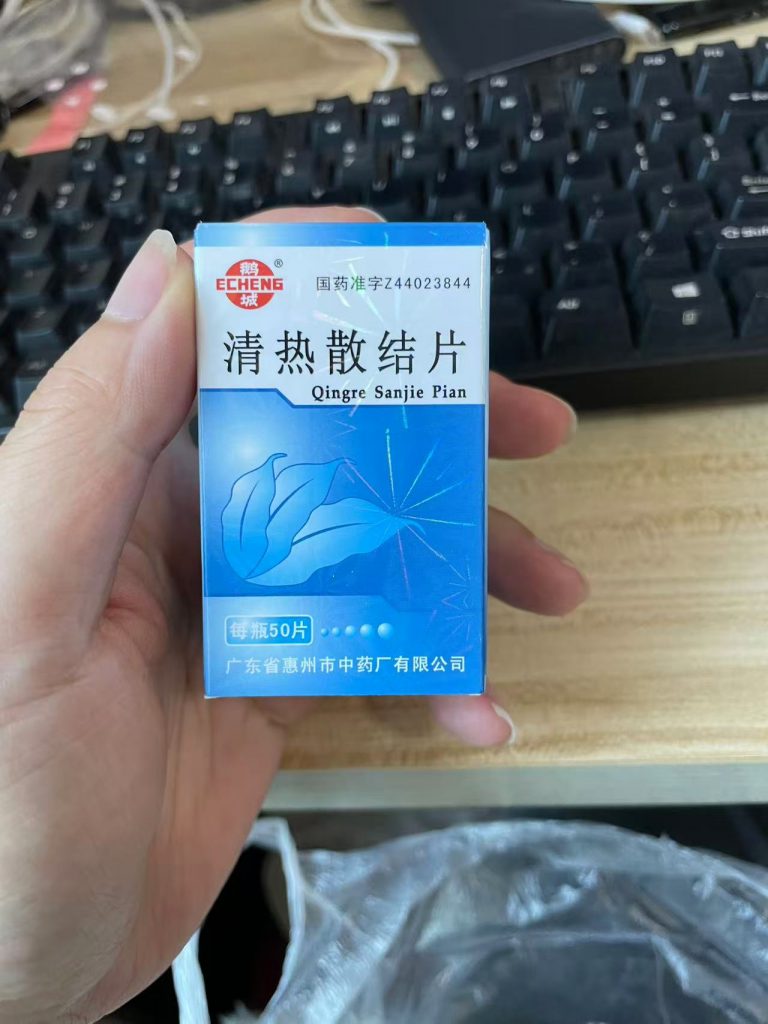 鹅®
ECHENG
城
国药准字Z44023844
清热散结片
Qingre Sanjie Pian
每瓶50片
广东省惠州市中药厂有限公司